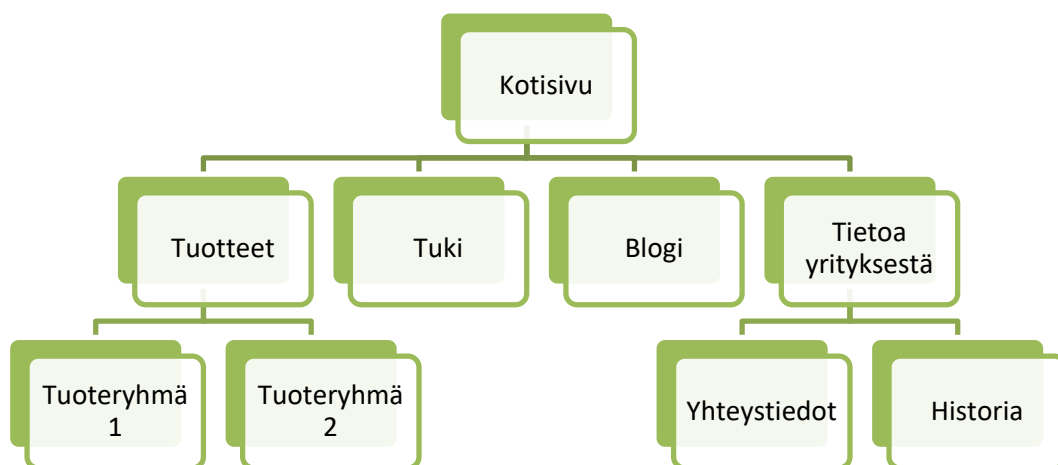 Kotisivu
Tuotteet
Tuki
Blogi
Tietoa
yrityksestä
Tuoteryhmä
1
Tuoteryhmä
2
Yhteystiedot
Historia